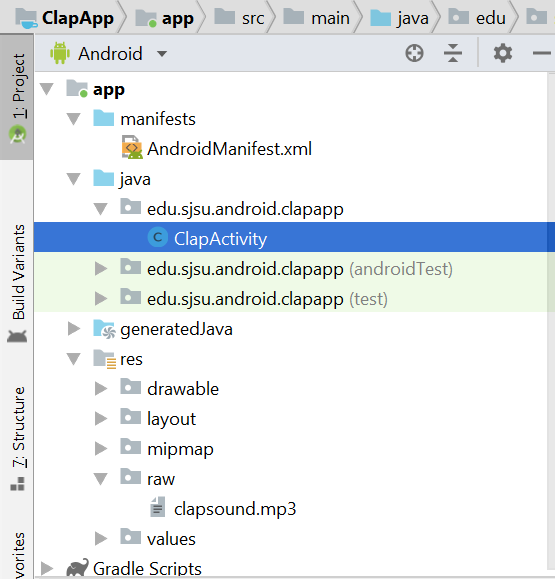 ClapApp app src main java edu
Android
1: Project
app
manifests
AndroidManifest.xml
java
edu.sjsu.android.clapapp
C ClapActivity
edu.sjsu.android.clapapp (androidTest)
edu.sjsu.android.clapapp (test)
Build Variants
generatedJava
res
drawable
layout
mipmap
7: Structure
raw
clapsound.mp3
values
vorites
Gradle Scripts